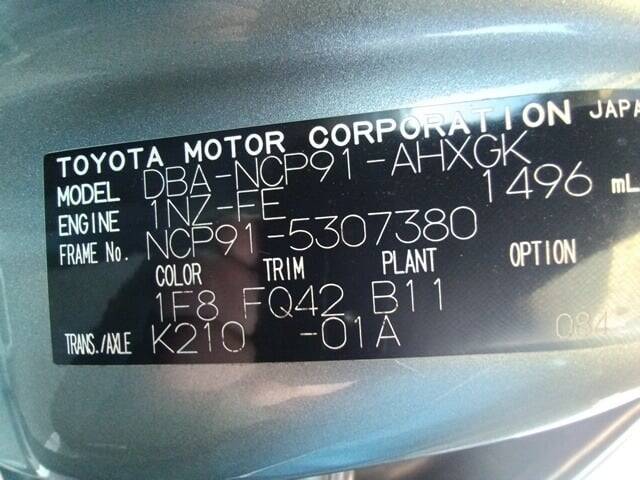 TOYOTA MOTOR CORPORATION JAPA
MODEL DBA-NCP91-AHXGK
ENGINE 1NZ-FE 1496 mL
FRAME No. NCP91-5307380
COLOR TRIM PLANT OPTION
1F8 FQ42 B11
TRANS./AXLE K210 -01A 084